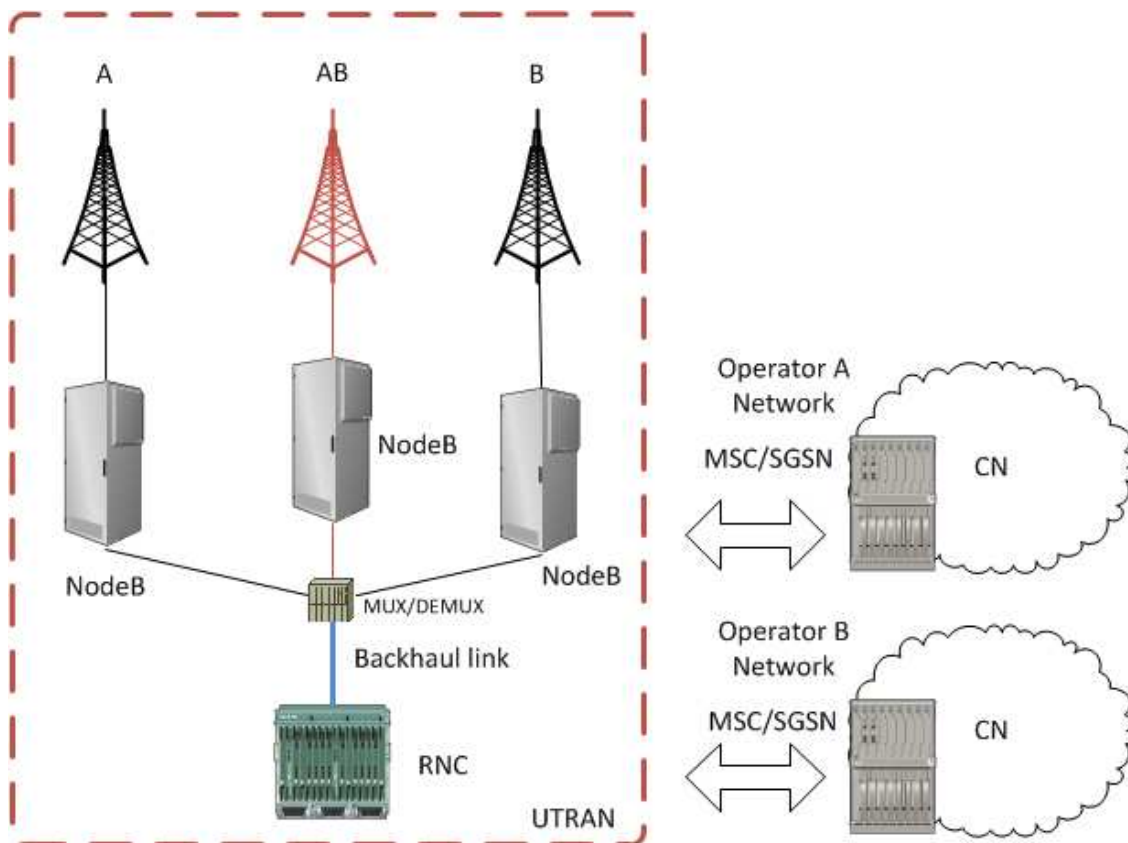 A
AB
B
NodeB
NodeB
NodeB
MUX/DEMUX
Backhaul link
RNC
UTRAN
Operator A
Network
MSC/SGSN
CN
Operator B
Network
MSC/SGSN
CN